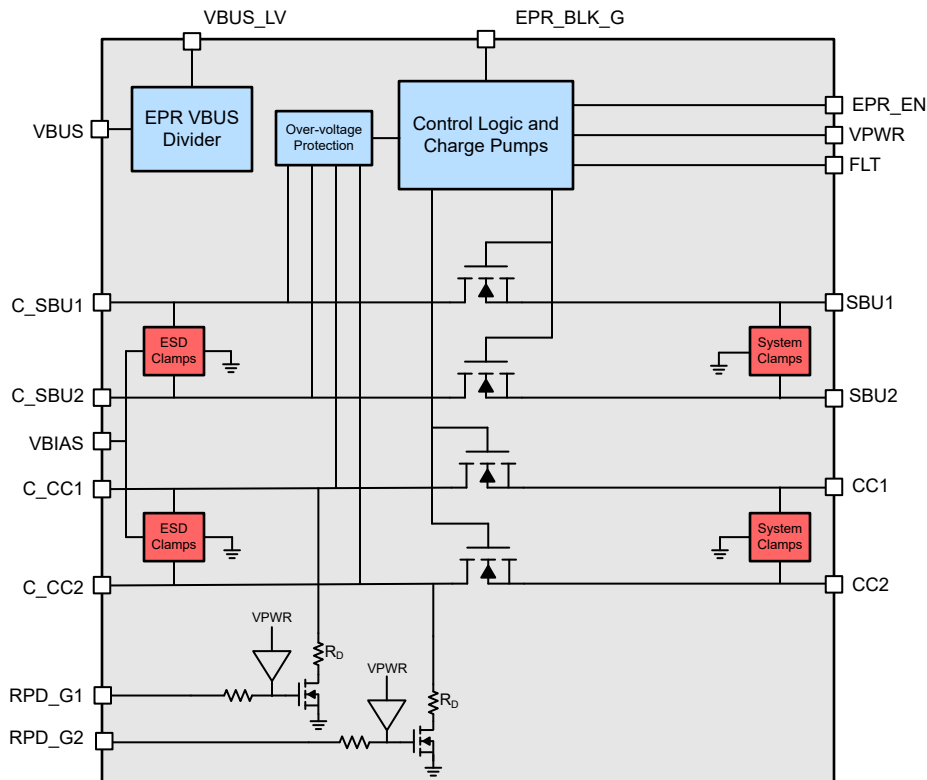 VBUS_LV
EPR_BLK_G
EPR VBUS
Divider
Over-voltage
Protection
Control Logic and
Charge Pumps
VBUS
EPR_EN
VPWR
FLT
C_SBU1
SBU1
ESD
Clamps
System
Clamps
C_SBU2
SBU2
VBIAS
C_CC1
CC1
ESD
Clamps
System
Clamps
C_CC2
CC2
VPWR
RD
VPWR
RD
RPD_G1
RPD_G2